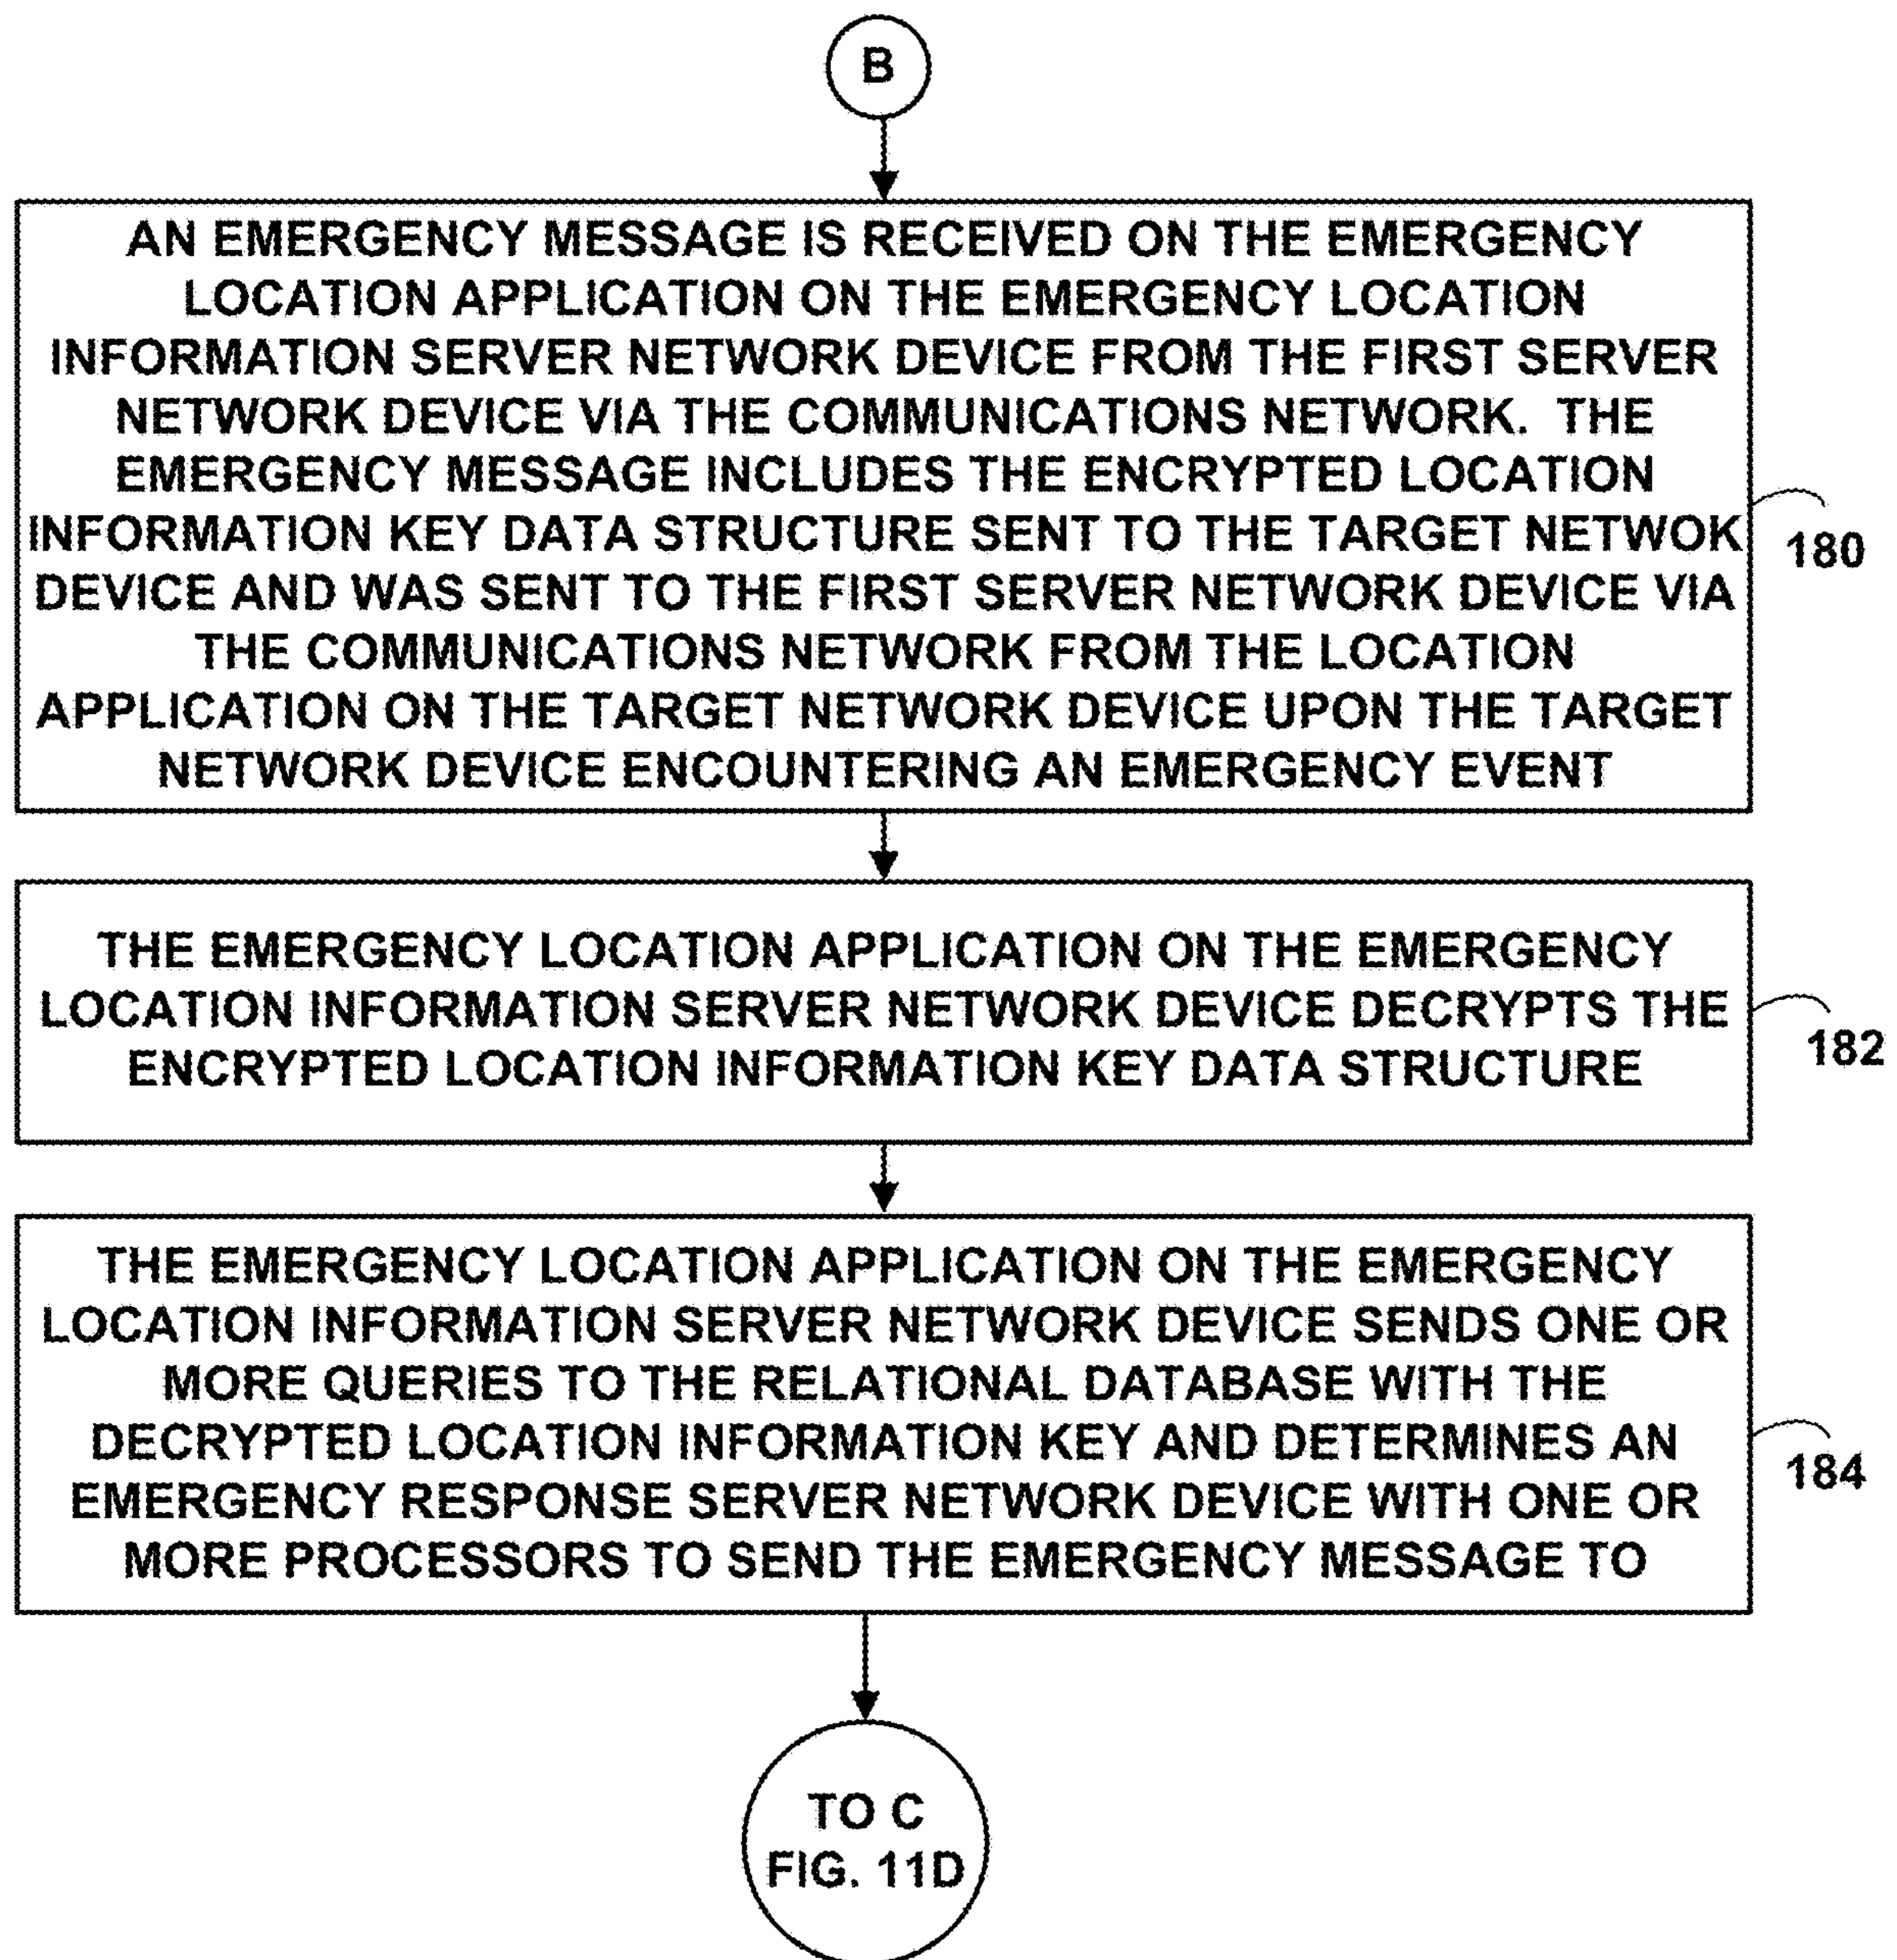 B
AN EMERGENCY MESSAGE IS RECEIVED ON THE EMERGENCY
LOCATION APPLICATION ON THE EMERGENCY LOCATION
INFORMATION SERVER NETWORK DEVICE FROM THE FIRST SERVER
NETWORK DEVICE VIA THE COMMUNICATIONS NETWORK. THE
EMERGENCY MESSAGE INCLUDES THE ENCRYPTED LOCATION
INFORMATION KEY DATA STRUCTURE SENT TO THE TARGET NETWOK
DEVICE AND WAS SENT TO THE FIRST SERVER NETWORK DEVICE VIA
THE COMMUNICATIONS NETWORK FROM THE LOCATION
APPLICATION ON THE TARGET NETWORK DEVICE UPON THE TARGET
NETWORK DEVICE ENCOUNTERING AN EMERGENCY EVENT
180
THE EMERGENCY LOCATION APPLICATION ON THE EMERGENCY
LOCATION INFORMATION SERVER NETWORK DEVICE DECRYPTS THE
ENCRYPTED LOCATION INFORMATION KEY DATA STRUCTURE
182
THE EMERGENCY LOCATION APPLICATION ON THE EMERGENCY
LOCATION INFORMATION SERVER NETWORK DEVICE SENDS ONE OR
MORE QUERIES TO THE RELATIONAL DATABASE WITH THE
DECRYPTED LOCATION INFORMATION KEY AND DETERMINES AN
EMERGENCY RESPONSE SERVER NETWORK DEVICE WITH ONE OR
MORE PROCESSORS TO SEND THE EMERGENCY MESSAGE TO
184
TO C
FIG. 11D